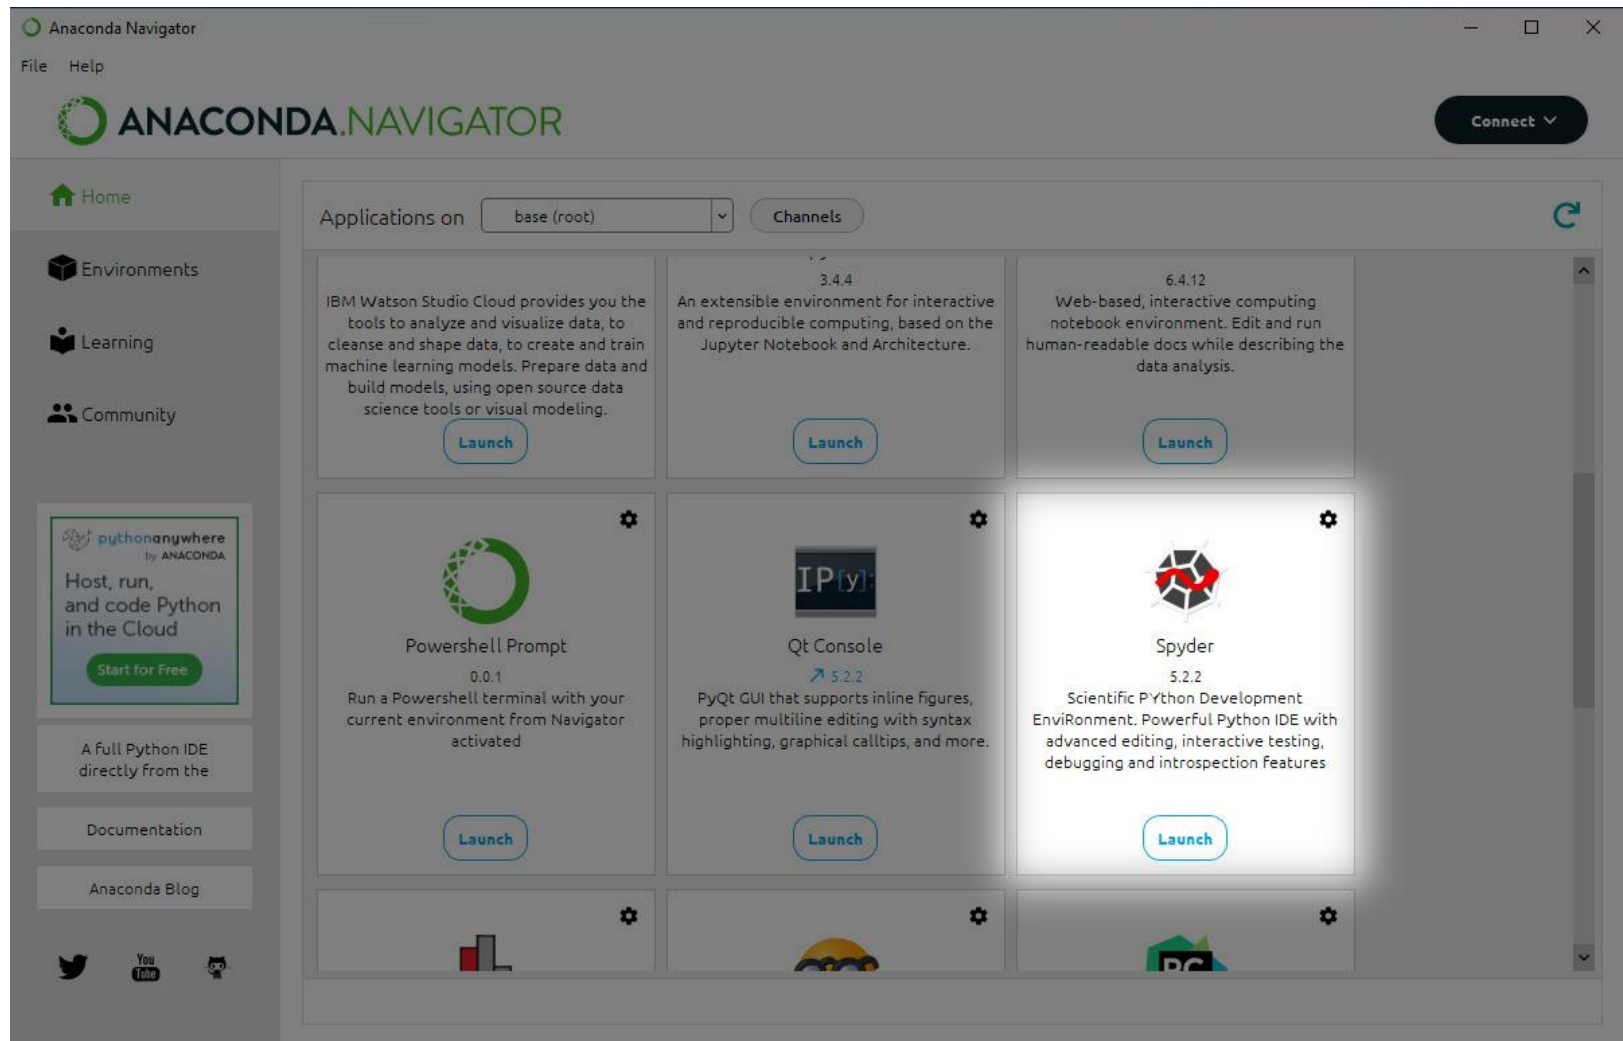 Anaconda Navigator
File Help
ANACONDA.NAVIGATOR
Connect
Home
Environments
Learning
Community
pythonanywhere
by ANACONDA
Host, run,
and code Python
in the Cloud
Start for Free
A full Python IDE
directly from the
Documentation
Anaconda Blog
You
Tube
Applications on base (root) Channels
IBM Watson Studio Cloud provides you the
tools to analyze and visualize data, to
cleanse and shape data, to create and train
machine learning models. Prepare data and
build models, using open source data
science tools or visual modeling.
Launch
3.4.4
An extensible environment for interactive
and reproducible computing, based on the
Jupyter Notebook and Architecture.
Launch
6.4.12
Web-based, interactive computing
notebook environment. Edit and run
human-readable docs while describing the
data analysis.
Launch
Powershell Prompt
0.0.1
Run a Powershell terminal with your
current environment from Navigator
activated
Launch
IP[y]:
Qt Console
5.2.2
PyQt GUI that supports inline figures,
proper multiline editing with syntax
highlighting, graphical calltips, and more.
Launch
Spyder
5.2.2
Scientific PYthon Development
EnviRonment. Powerful Python IDE with
advanced editing, interactive testing,
debugging and introspection features
Launch
PC